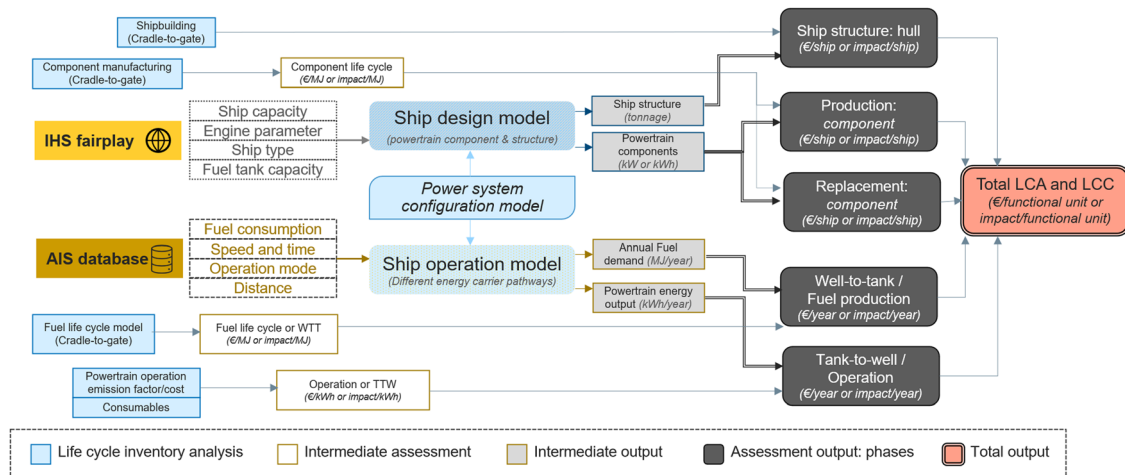 Shipbuilding
(Cradle-to-gate)
Ship structure: hull
(€/ship or impact/ship)
Component manufacturing
(Cradle-to-gate)
Component life cycle
(€/MJ or impact/MJ)
IHS fairplay
Ship capacity
Engine parameter
Ship type
Fuel tank capacity
Ship design model
(powertrain component & structure)
Ship structure
(tonnage)
Powertrain
components
(kW or kWh)
Production:
component
(€/ship or impact/ship)
Power system
configuration model
Replacement:
component
(€/ship or impact/ship)
Total LCA and LCC
(€/functional unit or
impact/functional unit)
AIS database
Fuel consumption
Speed and time
Operation mode
Distance
Ship operation model
(Different energy carrier pathways)
Annual Fuel
demand (MJ/year)
Powertrain energy
output (kWh/year)
Well-to-tank /
Fuel production
(€/year or impact/year)
Fuel life cycle model
(Cradle-to-gate)
Fuel life cycle or WTT
(€/MJ or impact/MJ)
Tank-to-well /
Operation
(€/year or impact/year)
Powertrain operation
emission factor/cost
Consumables
Operation or TTW
(€/kWh or impact/kWh)
Life cycle inventory analysis
Intermediate assessment
Intermediate output
Assessment output: phases
Total output